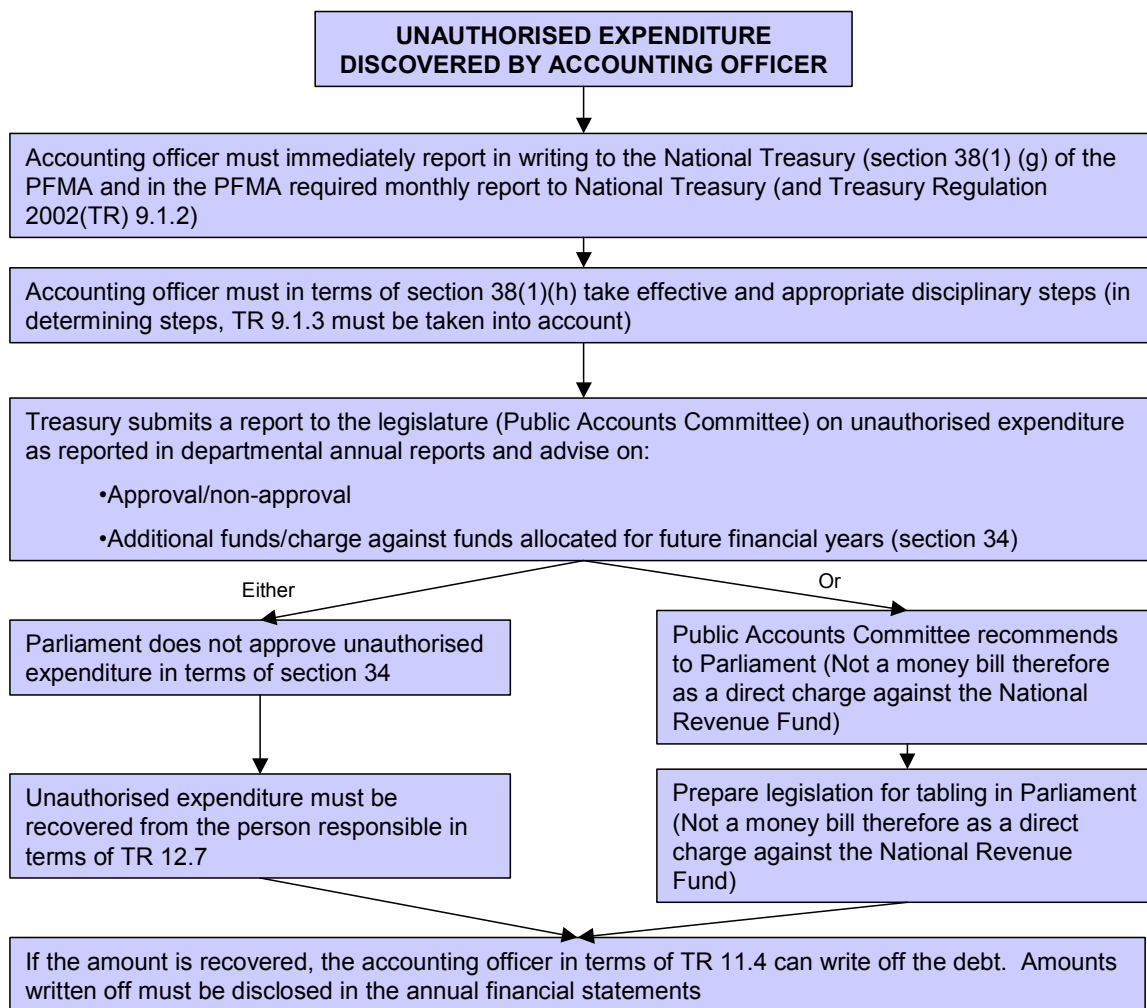 UNAUTHORISED EXPENDITURE
DISCOVERED BY ACCOUNTING OFFICER
Accounting officer must immediately report in writing to the National Treasury (section 38(1) (g) of the
PFMA and in the PFMA required monthly report to National Treasury (and Treasury Regulation
2002(TR) 9.1.2)
Accounting officer must in terms of section 38(1)(h) take effective and appropriate disciplinary steps (in
determining steps, TR 9.1.3 must be taken into account)
Treasury submits a report to the legislature (Public Accounts Committee) on unauthorised expenditure
as reported in departmental annual reports and advise on:
•Approval/non-approval
•Additional funds/charge against funds allocated for future financial years (section 34)
Either
Parliament does not approve unauthorised
expenditure in terms of section 34
Unauthorised expenditure must be
recovered from the person responsible in
terms of TR 12.7
Or
Public Accounts Committee recommends
to Parliament (Not a money bill therefore
as a direct charge against the National
Revenue Fund)
Prepare legislation for tabling in Parliament
(Not a money bill therefore as a direct
charge against the National Revenue
Fund)
If the amount is recovered, the accounting officer in terms of TR 11.4 can write off the debt.  Amounts
written off must be disclosed in the annual financial statements